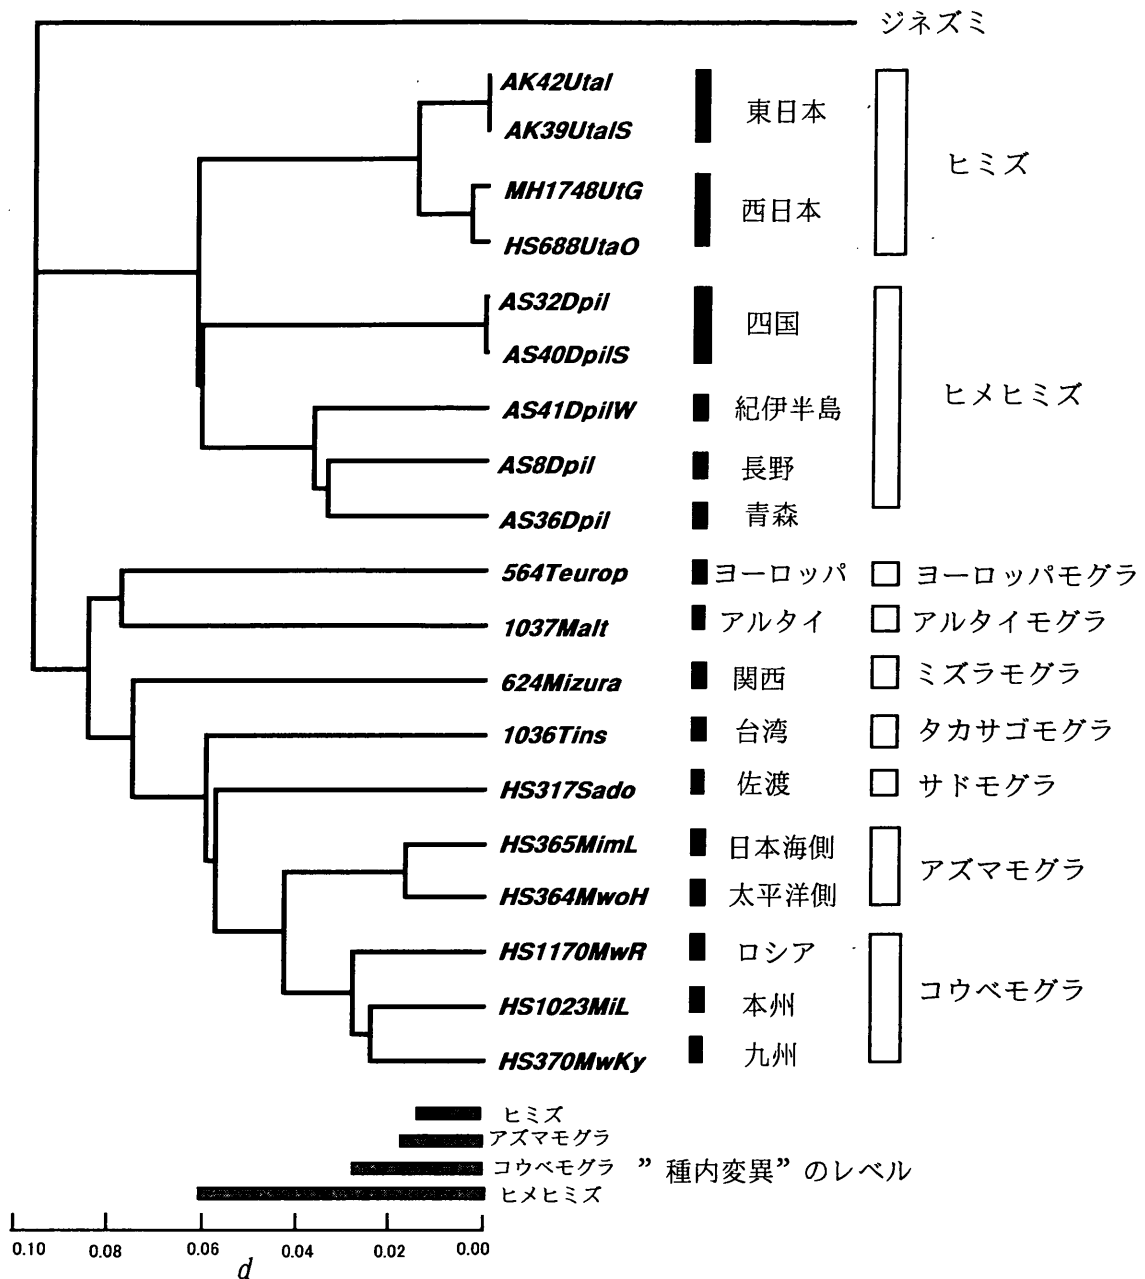 ジネズミ
AK42UtaI 東日本 ヒミズ
AK39UtaIS
MH1748UtG 西日本
HS688UtaO
AS32Dpil 四国 ヒメヒミズ
AS40DpilS
AS41DpilW 紀伊半島
AS8Dpil 長野
AS36Dpil 青森
564Teurop ヨーロッパ ヨーロッパモグラ
1037Malt アルタイ アルタイモグラ
624Mizura 関西 ミズラモグラ
1036Tins 台湾 タカサゴモグラ
HS317Sado 佐渡 サドモグラ
HS365MimL 日本海側 アズマモグラ
HS364MwoH 太平洋側
HS1170MwR ロシア コウベモグラ
HS1023MiL 本州
HS370MwKy 九州
ヒミズ
アズマモグラ
コウベモグラ ” 種内変異” のレベル
ヒメヒミズ
0.10 0.08 0.06 0.04 0.02 0.00
d